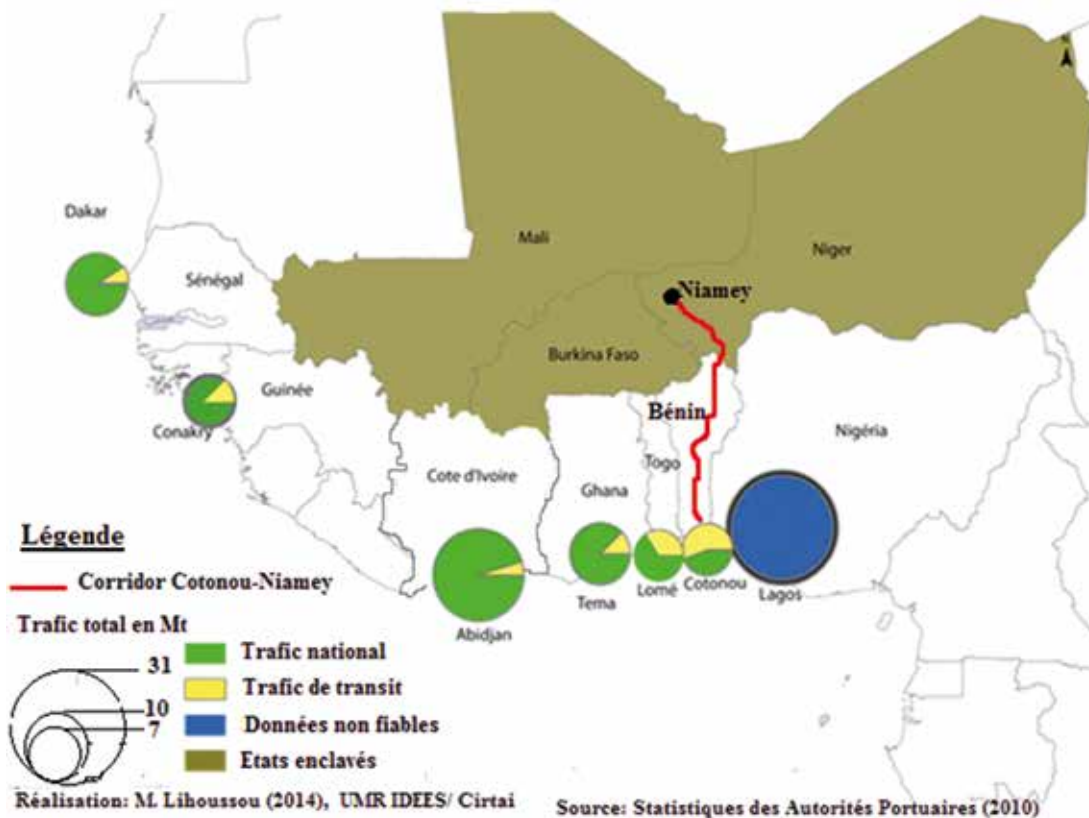 N
Dakar
Mali
Niger
Sénégal
Niamey
Burkina Faso
Guinée
Bénin
Conakry
Nigéria
Togo
Cote d'Ivoire
Ghana
Légende
Corridor Cotonou-Niamey
Tema
Lomé
Cotonou
Lagos
Abidjan
Trafic total en Mt
31
10
7
Trafic national
Trafic de transit
Données non fiables
Etats enclavés
Réalisation: M. Lihoussou (2014), UMR IDEES/ Cirtai
Source: Statistiques des Autorités Portuaires (2010)